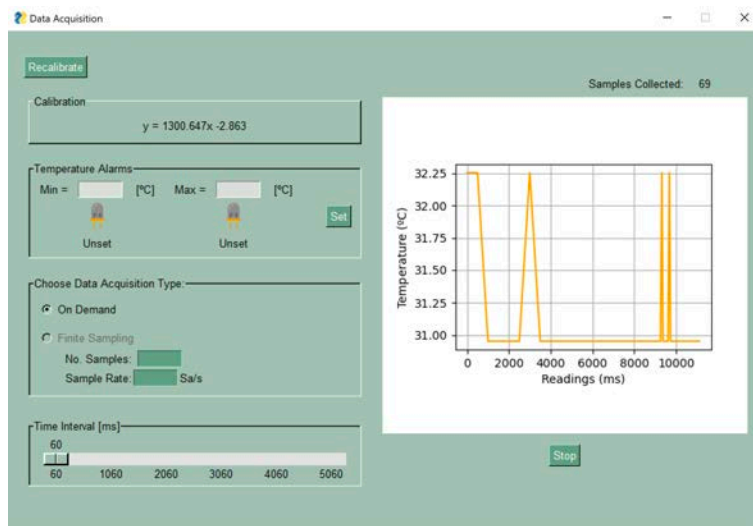 Data Acquisition
Recalibrate
Calibration
y = 1300.647x -2.863
Temperature Alarms
Min = [ºC] Max = [ºC]
Set
Unset Unset
Choose Data Acquisition Type:
On Demand
Finite Sampling
No. Samples:
Sample Rate: Sa/s
Time Interval [ms]
60
60 1060 2060 3060 4060 5060
Samples Collected: 69
Temperature (ºC)
32.25
32.00
31.75
31.50
31.25
31.00
0 2000 4000 6000 8000 10000
Readings (ms)
Stop